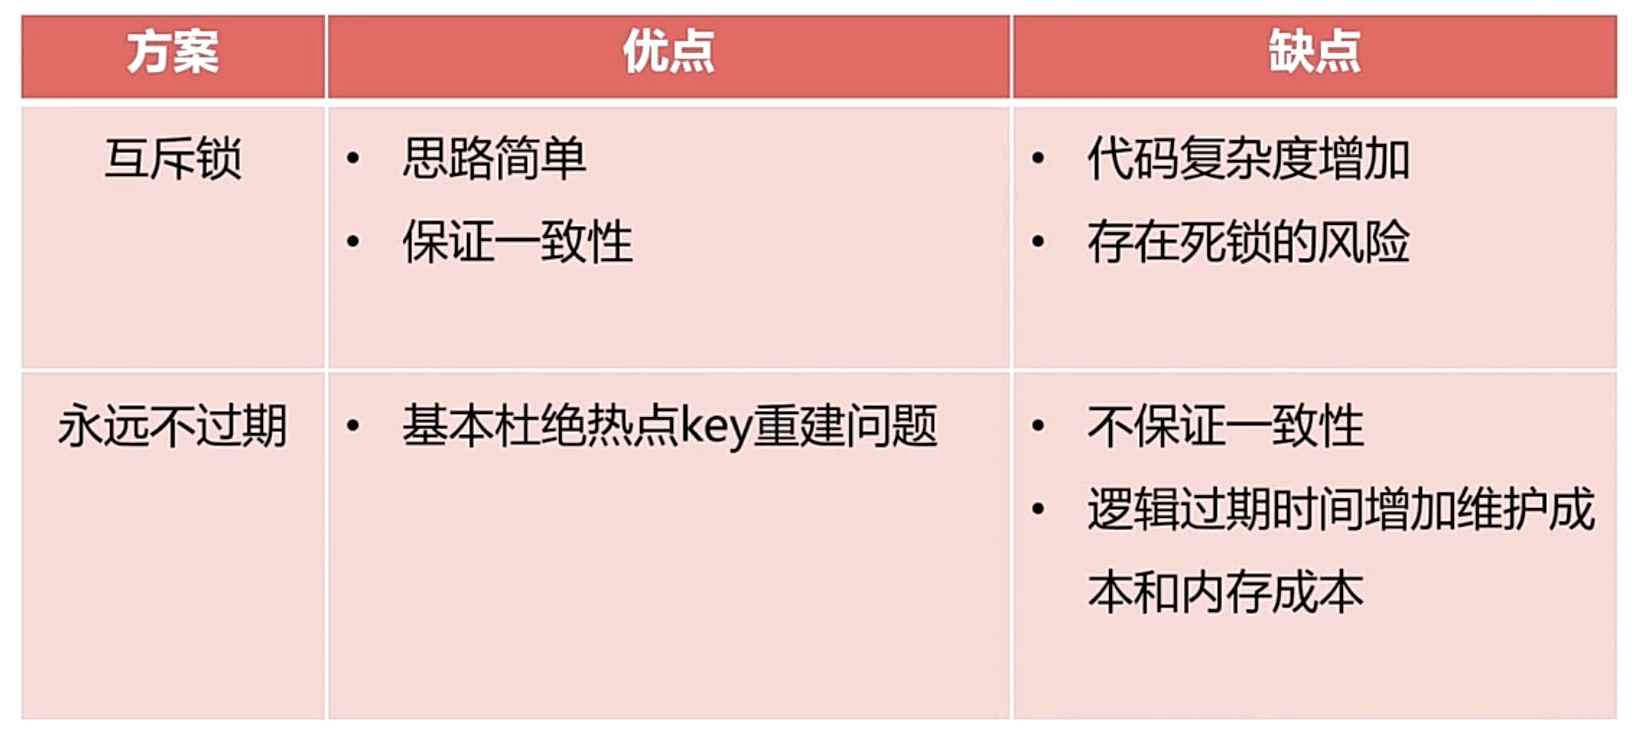 方案
优点
缺点
互斥锁
• 思路简单
• 保证一致性
• 代码复杂度增加
• 存在死锁的风险
永远不过期
• 基本杜绝热点key重建问题
• 不保证一致性
• 逻辑过期时间增加维护成
本和内存成本